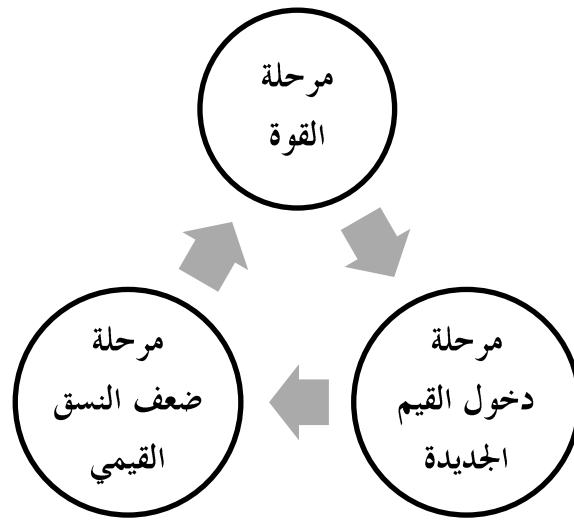 مرحلة
القوة
مرحلة
دخول القيم
الجديدة
مرحلة
ضعف النسق
القيمي